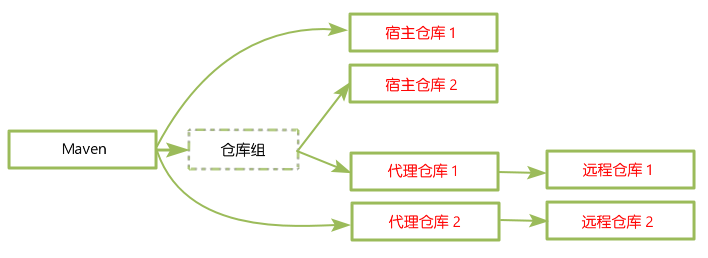 宿主仓库 1
宿主仓库 2
Maven
仓库组
代理仓库 1
远程仓库 1
代理仓库 2
远程仓库 2